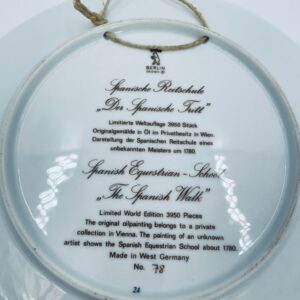 BERLIN
DESIGN
Spanische Reitschule
„Der Spanische Tritt"
Limitierte Weltauflage 3950 Stück
Originalgemälde in Öl im Privatbesitz in Wien.
Darstellung der Spanischen Reitschule eines
unbekannten Meisters um 1780.
Spanish Equestrian - School
„The Spanish Walk"
Limited World Edition 3950 Pieces
The original oilpainting belongs to a private
collection in Vienna. The painting of an unknown
artist shows the Spanish Equestrian School about 1780.
Made in West Germany
No. 78